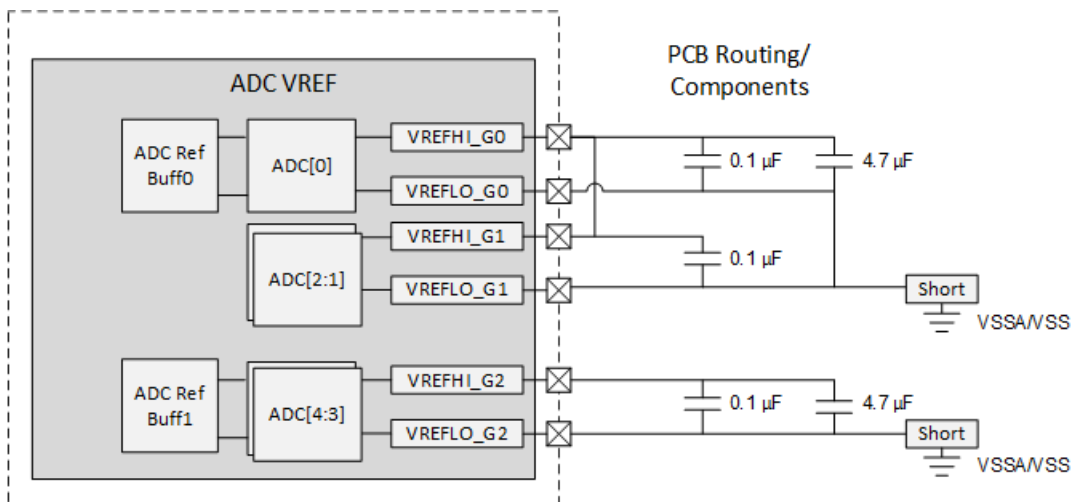 PCB Routing/
Components
ADC VREF
ADC Ref
Buff0
ADC[0]
VREFHI_G0
VREFLO_G0
0.1 µF
4.7 µF
VREFHI_G1
ADC[2:1]
VREFLO_G1
0.1 µF
Short
VSSA/VSS
ADC Ref
Buff1
ADC[4:3]
VREFHI_G2
VREFLO_G2
0.1 µF
4.7 µF
Short
VSSA/VSS